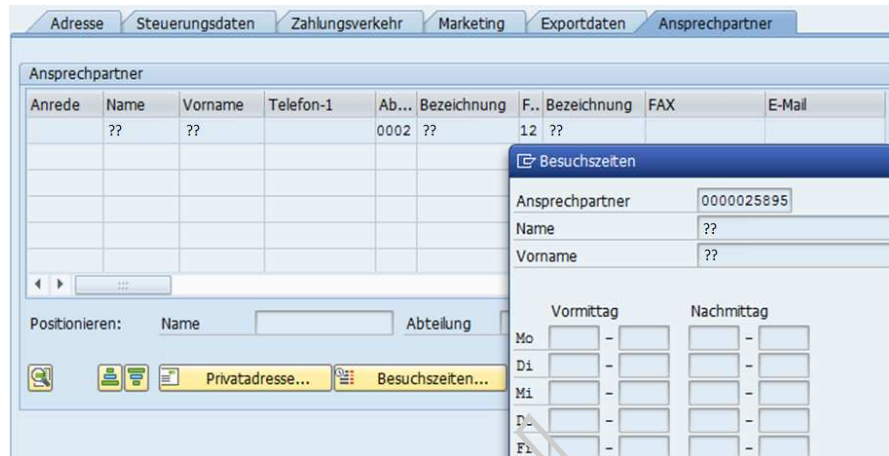 Adresse Steuerungsdaten Zahlungsverkehr Marketing Exportdaten Ansprechpartner
Ansprechpartner
Anrede Name Vorname Telefon-1 Ab... Bezeichnung F.. Bezeichnung FAX E-Mail
?? ?? 0002 ?? 12 ??
Besuchszeiten
Ansprechpartner 0000025895
Name ??
Vorname ??
Positionieren: Name Abteilung
Privatadresse... Besuchszeiten...
Vormittag Nachmittag
Mo - -
Di - -
Mi - -
Do - -
Fr - -